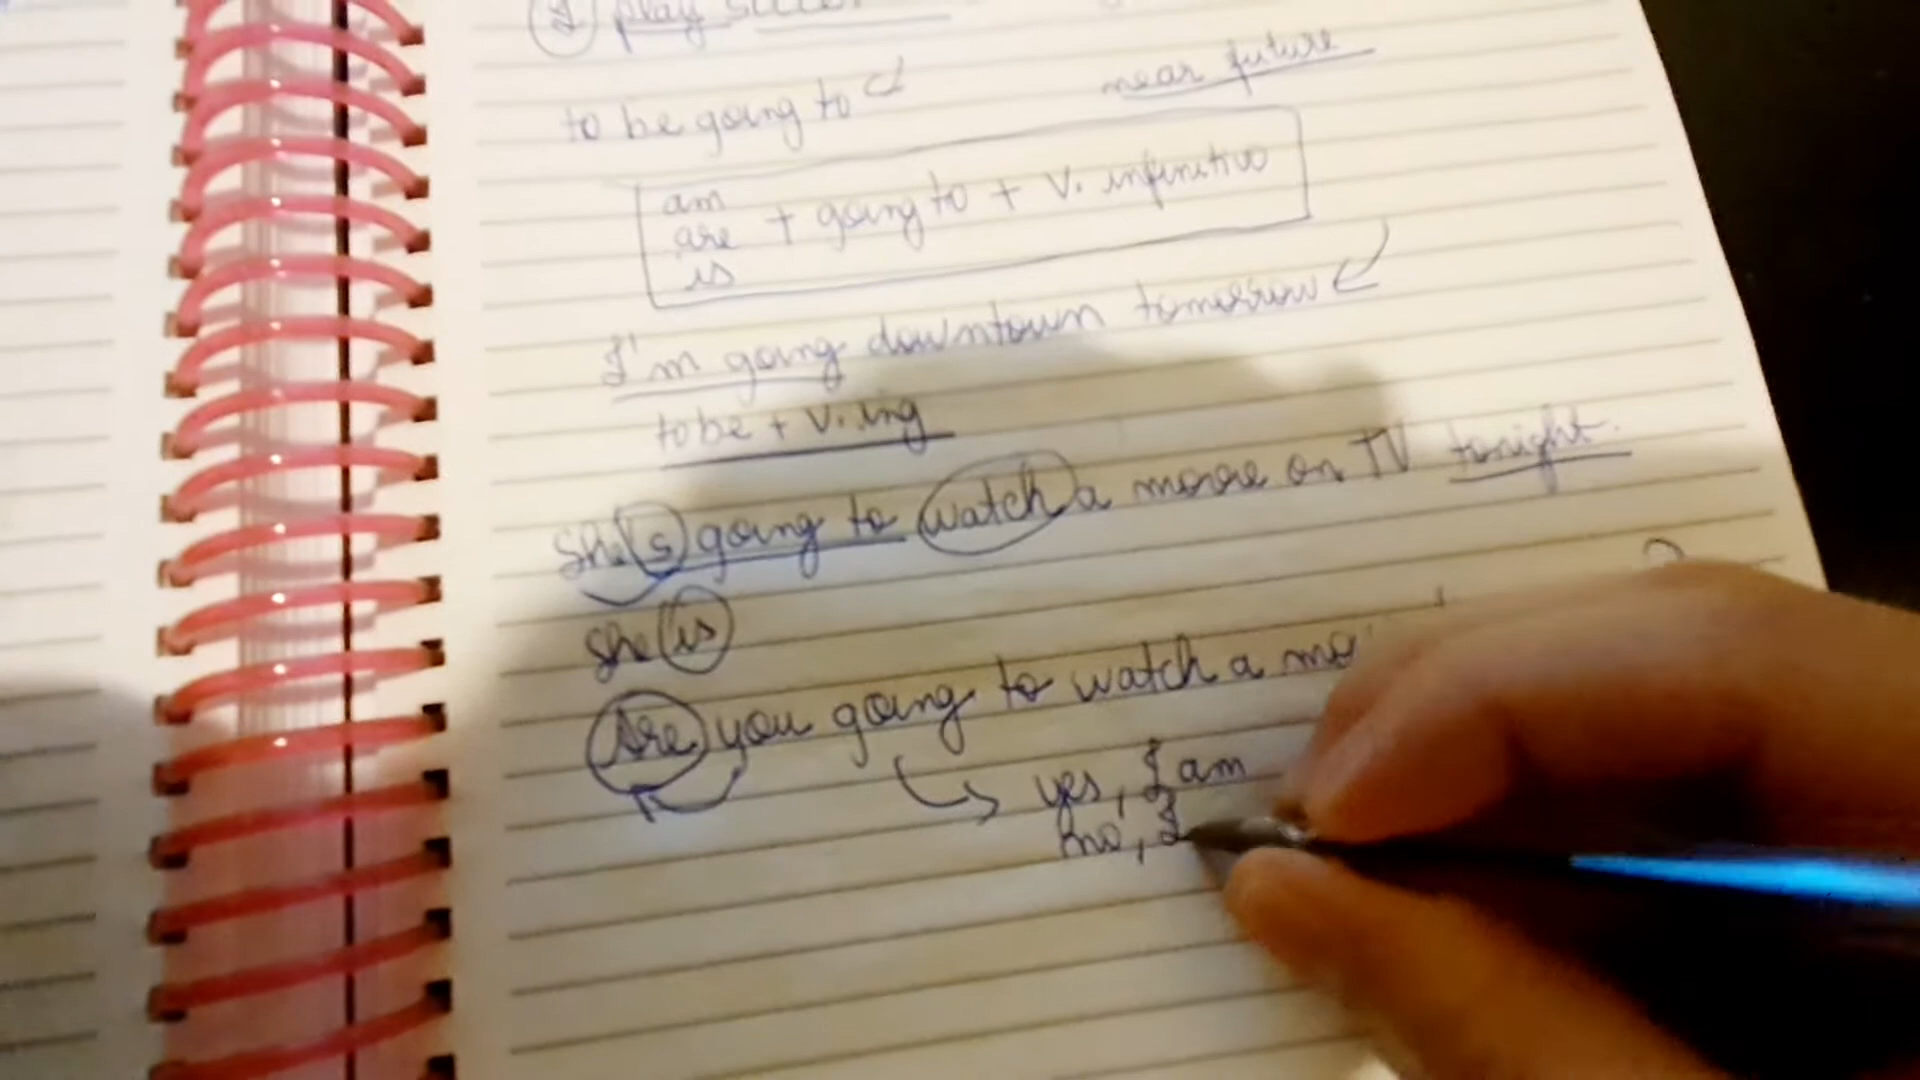 I play
to be going to
near future
am
are + going to + v. infinitive
is
I'm going downtown tomorrow
to be + v. ing
She's going to watch a movie on TV tonight.
She is
Are you going to watch a mo
yes, I am
no, I